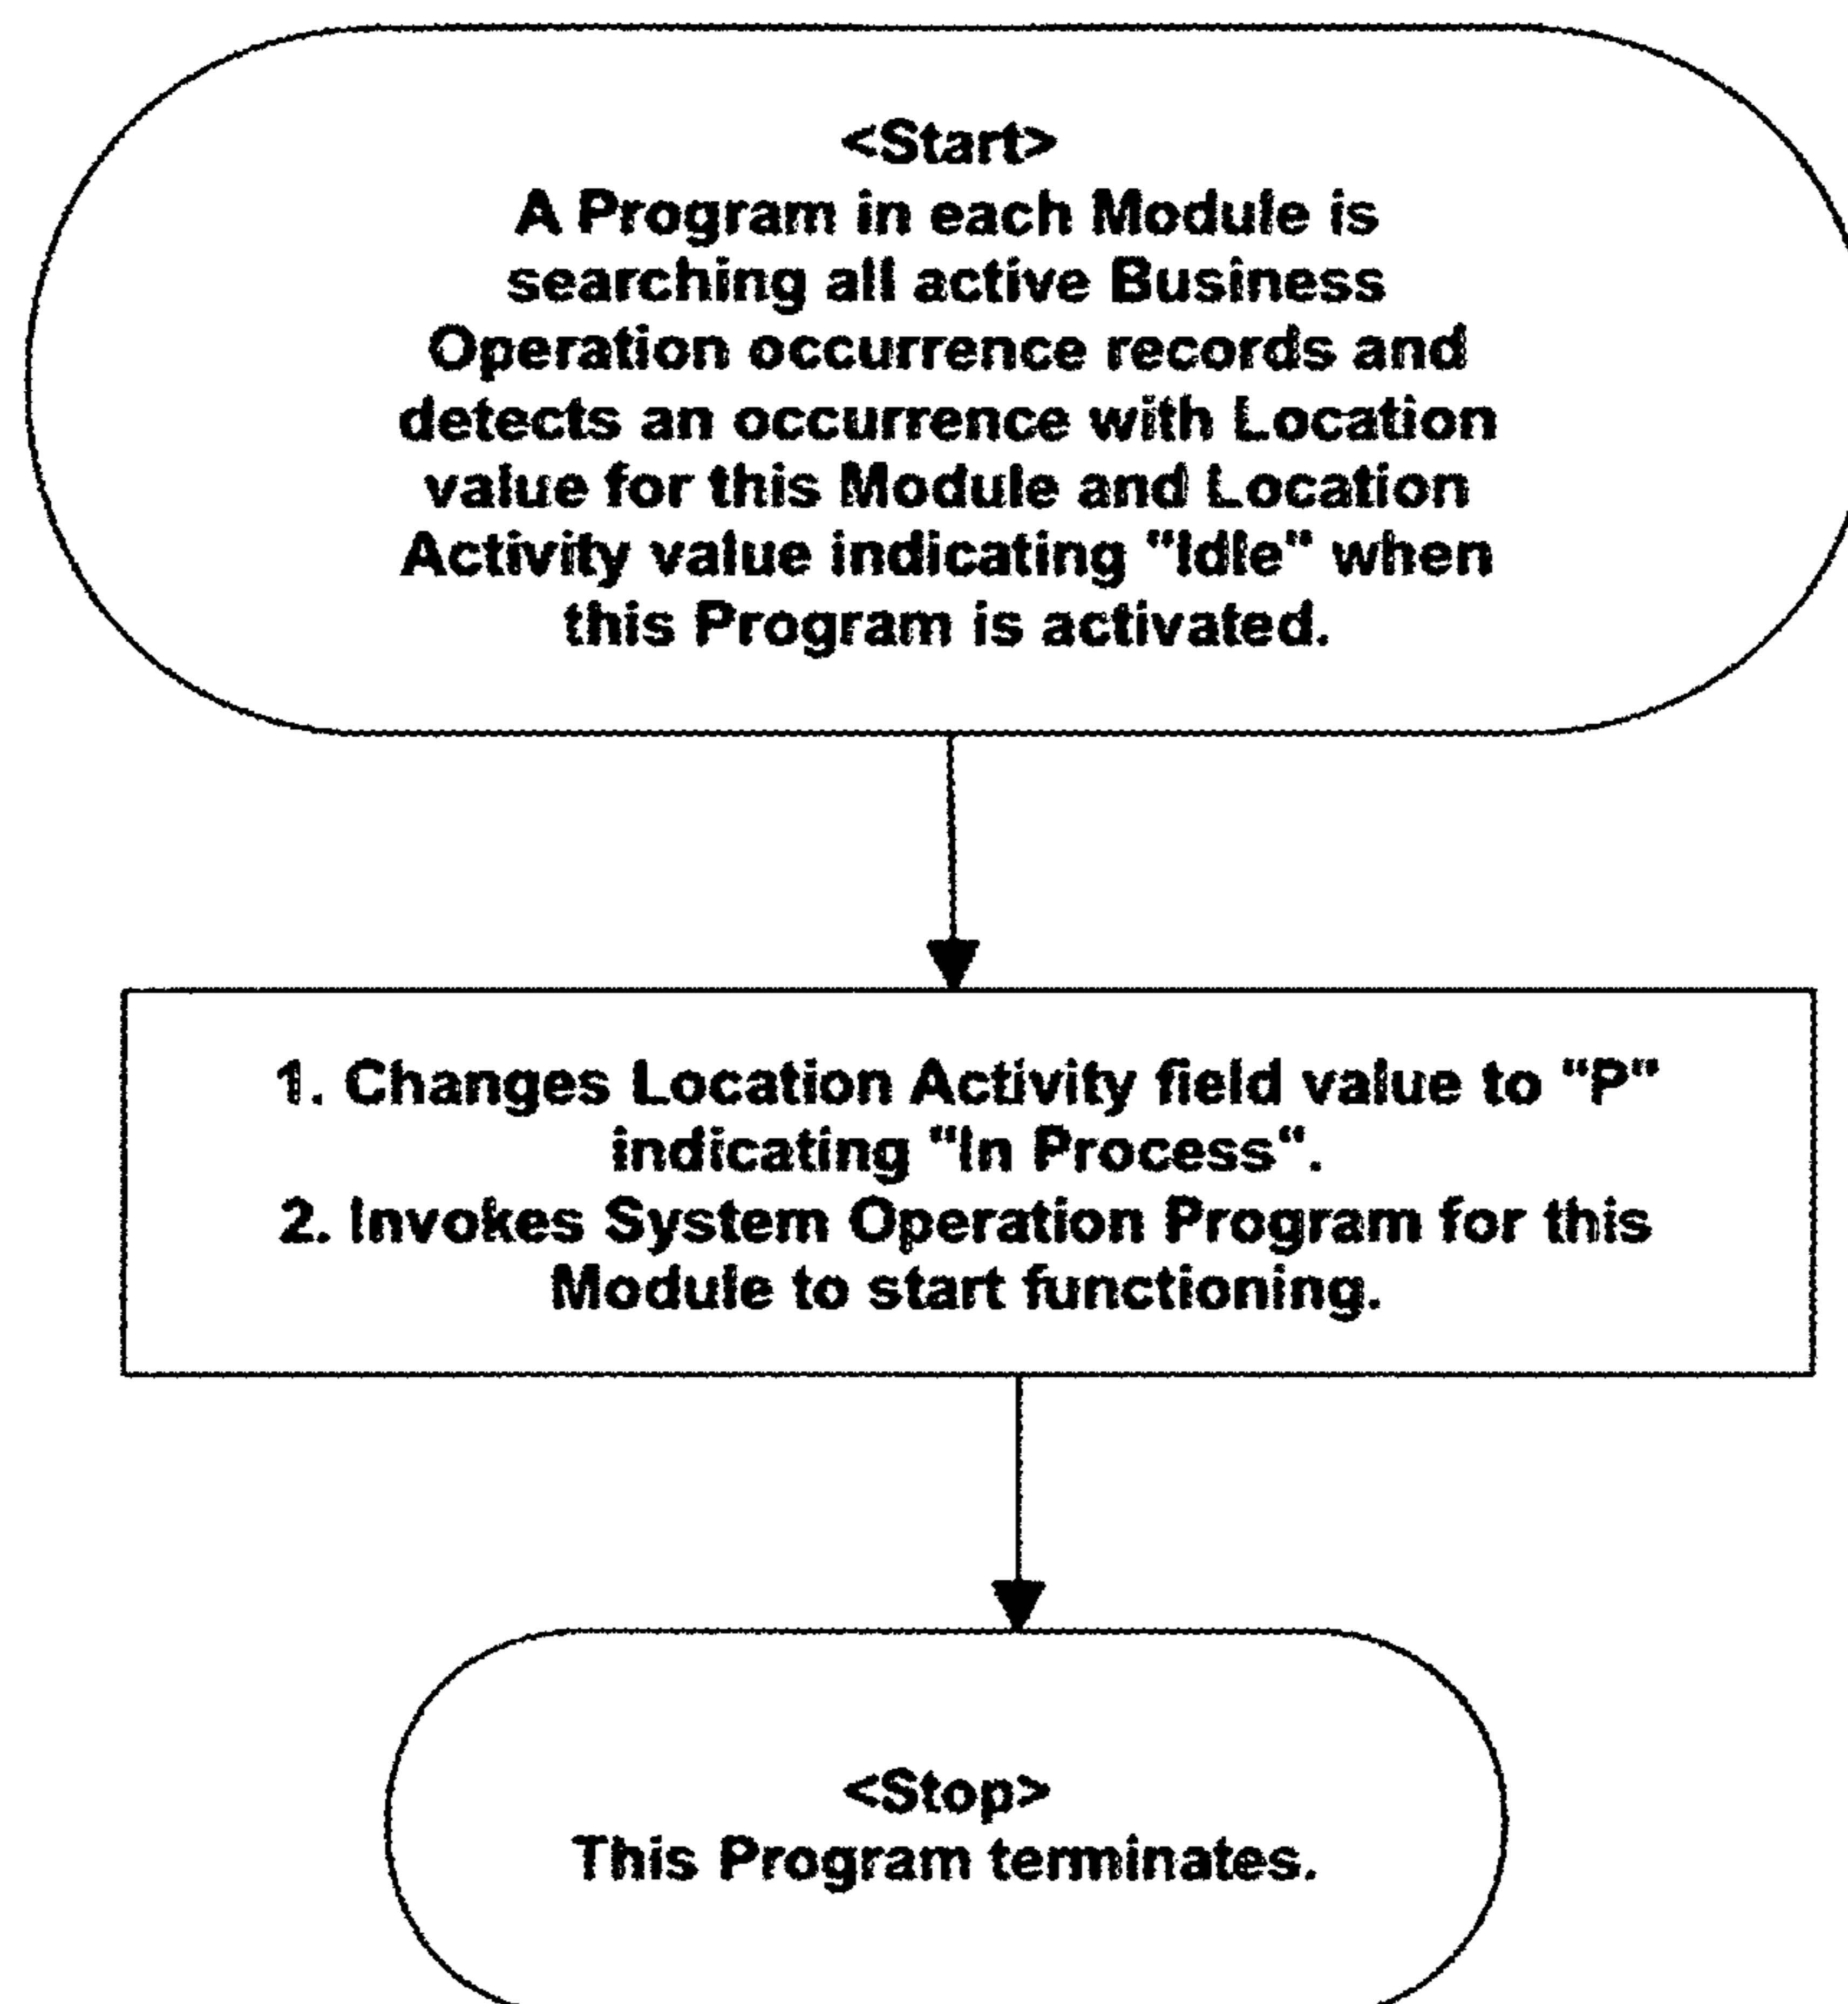 <Start>
A Program in each Module is
searching all active Business
Operation occurrence records and
detects an occurrence with Location
value for this Module and Location
Activity value indicating "Idle" when
this Program is activated.
1. Changes Location Activity field value to "P"
indicating "In Process".
2. Invokes System Operation Program for this
Module to start functioning.
<Stop>
This Program terminates.